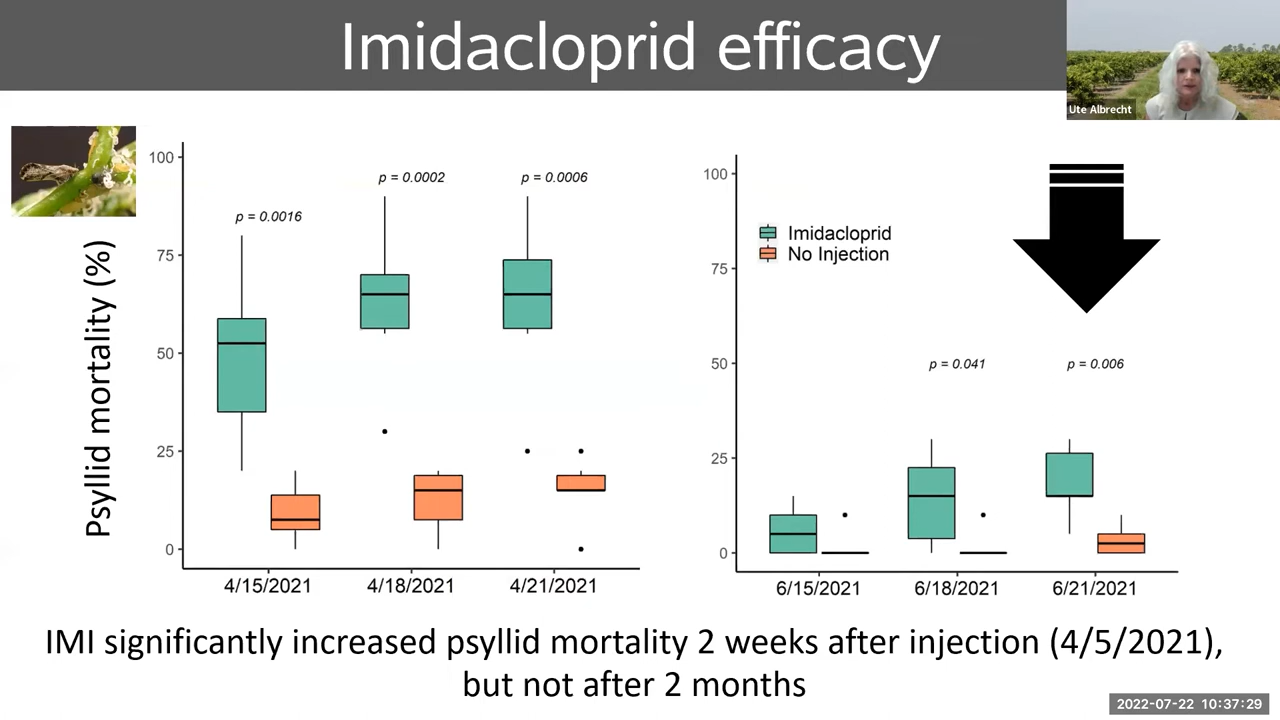 Imidacloprid efficacy
Ute Albrecht
Psyllid mortality (%)
100
75
50
25
0
p = 0.0016
p = 0.0002
p = 0.0006
4/15/2021
4/18/2021
4/21/2021
100
75
50
25
0
Imidacloprid
No Injection
p = 0.041
p = 0.006
6/15/2021
6/18/2021
6/21/2021
IMI significantly increased psyllid mortality 2 weeks after injection (4/5/2021),
but not after 2 months
2022-07-22 10:37:29